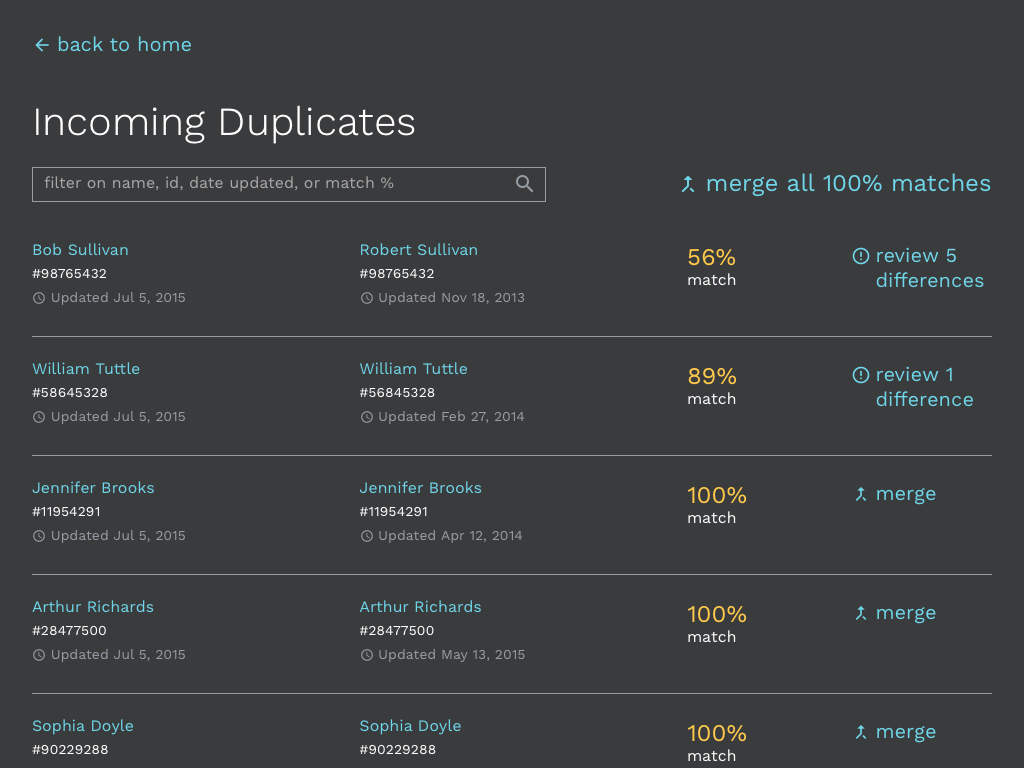 back to home
Incoming Duplicates
filter on name, id, date updated, or match %
merge all 100% matches
Bob Sullivan
#98765432
Updated Jul 5, 2015
Robert Sullivan
#98765432
Updated Nov 18, 2013
56%
match
review 5
differences
William Tuttle
#58645328
Updated Jul 5, 2015
William Tuttle
#56845328
Updated Feb 27, 2014
89%
match
review 1
difference
Jennifer Brooks
#11954291
Updated Jul 5, 2015
Jennifer Brooks
#11954291
Updated Apr 12, 2014
100%
match
merge
Arthur Richards
#28477500
Updated Jul 5, 2015
Arthur Richards
#28477500
Updated May 13, 2015
100%
match
merge
Sophia Doyle
#90229288
Sophia Doyle
#90229288
100%
match
merge